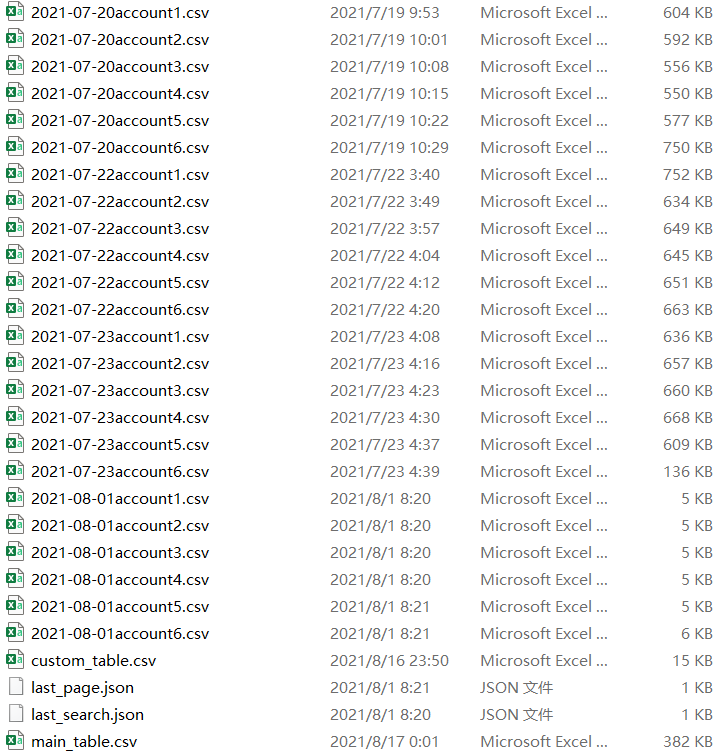 2021-07-20account1.csv 2021/7/19 9:53 Microsoft Excel ... 604 KB
2021-07-20account2.csv 2021/7/19 10:01 Microsoft Excel ... 592 KB
2021-07-20account3.csv 2021/7/19 10:08 Microsoft Excel ... 556 KB
2021-07-20account4.csv 2021/7/19 10:15 Microsoft Excel ... 550 KB
2021-07-20account5.csv 2021/7/19 10:22 Microsoft Excel ... 577 KB
2021-07-20account6.csv 2021/7/19 10:29 Microsoft Excel ... 750 KB
2021-07-22account1.csv 2021/7/22 3:40 Microsoft Excel ... 752 KB
2021-07-22account2.csv 2021/7/22 3:49 Microsoft Excel ... 634 KB
2021-07-22account3.csv 2021/7/22 3:57 Microsoft Excel ... 649 KB
2021-07-22account4.csv 2021/7/22 4:04 Microsoft Excel ... 645 KB
2021-07-22account5.csv 2021/7/22 4:12 Microsoft Excel ... 651 KB
2021-07-22account6.csv 2021/7/22 4:20 Microsoft Excel ... 663 KB
2021-07-23account1.csv 2021/7/23 4:08 Microsoft Excel ... 636 KB
2021-07-23account2.csv 2021/7/23 4:16 Microsoft Excel ... 657 KB
2021-07-23account3.csv 2021/7/23 4:23 Microsoft Excel ... 660 KB
2021-07-23account4.csv 2021/7/23 4:30 Microsoft Excel ... 668 KB
2021-07-23account5.csv 2021/7/23 4:37 Microsoft Excel ... 609 KB
2021-07-23account6.csv 2021/7/23 4:39 Microsoft Excel ... 136 KB
2021-08-01account1.csv 2021/8/1 8:20 Microsoft Excel ... 5 KB
2021-08-01account2.csv 2021/8/1 8:20 Microsoft Excel ... 5 KB
2021-08-01account3.csv 2021/8/1 8:20 Microsoft Excel ... 5 KB
2021-08-01account4.csv 2021/8/1 8:20 Microsoft Excel ... 5 KB
2021-08-01account5.csv 2021/8/1 8:21 Microsoft Excel ... 5 KB
2021-08-01account6.csv 2021/8/1 8:21 Microsoft Excel ... 6 KB
custom_table.csv 2021/8/16 23:50 Microsoft Excel ... 15 KB
last_page.json 2021/8/1 8:21 JSON 文件 1 KB
last_search.json 2021/8/1 8:20 JSON 文件 1 KB
main_table.csv 2021/8/17 0:01 Microsoft Excel ... 382 KB